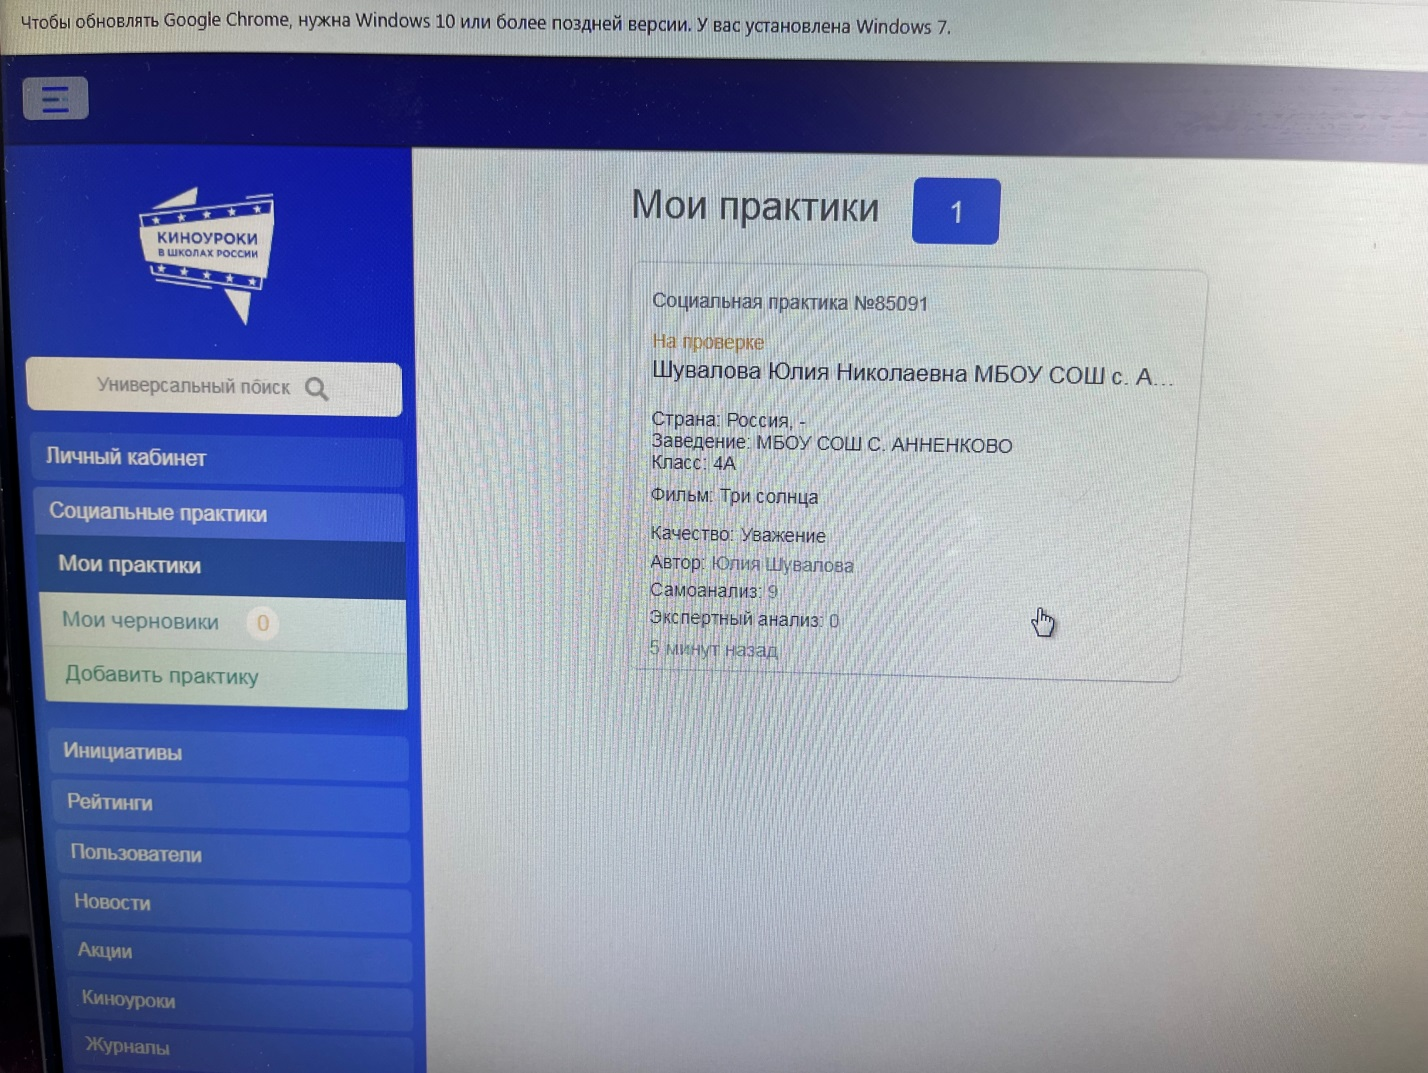 Чтобы обновлять Google Chrome, нужна Windows 10 или более поздней версии. У вас установлена Windows 7.
КИНОУРОКИ
В ШКОЛАХ РОССИИ
Универсальный поиск
Личный кабинет
Социальные практики
Мои практики
Мои черновики 0
Добавить практику
Инициативы
Рейтинги
Пользователи
Новости
Акции
Киноуроки
Журналы
Мои практики 1
Социальная практика №85091
На проверке
Шувалова Юлия Николаевна МБОУ СОШ с. А...
Страна: Россия, -
Заведение: МБОУ СОШ С. АННЕНКОВО
Класс: 4А
Фильм: Три солнца
Качество: Уважение
Автор: Юлия Шувалова
Самоанализ: 9
Экспертный анализ: 0
5 минут назад